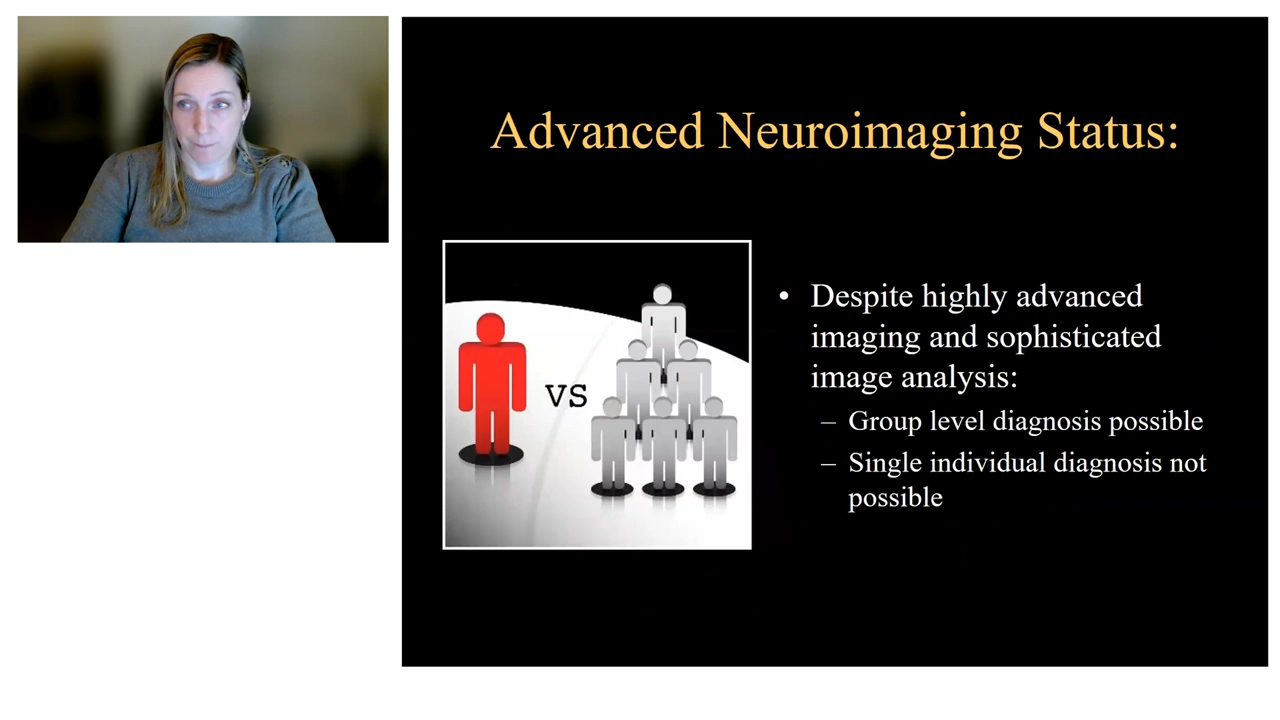 Advanced Neuroimaging Status:
vs
• Despite highly advanced
imaging and sophisticated
image analysis:
– Group level diagnosis possible
– Single individual diagnosis not
possible